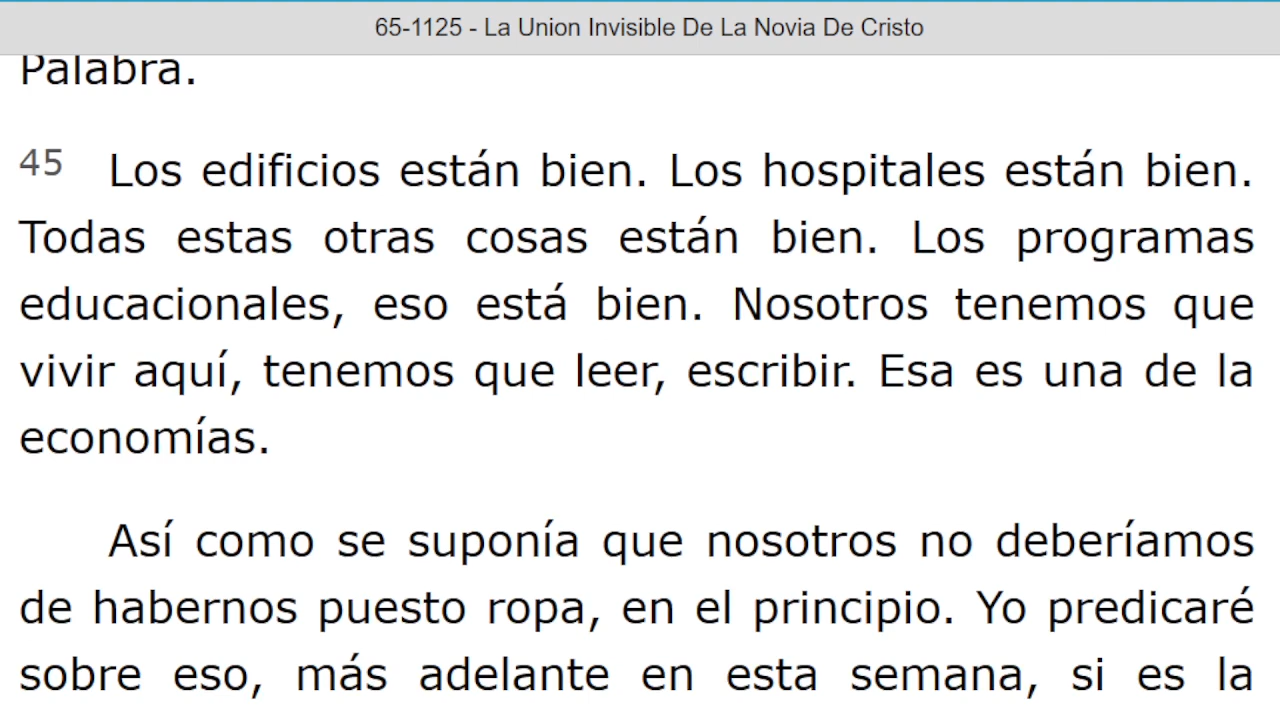 65-1125 - La Union Invisible De La Novia De Cristo
Palabra.
45 Los edificios están bien. Los hospitales están bien.
Todas estas otras cosas están bien. Los programas
educacionales, eso está bien. Nosotros tenemos que
vivir aquí, tenemos que leer, escribir. Esa es una de la
economías.
Así como se suponía que nosotros no deberíamos
de habernos puesto ropa, en el principio. Yo predicaré
sobre eso, más adelante en esta semana, si es la